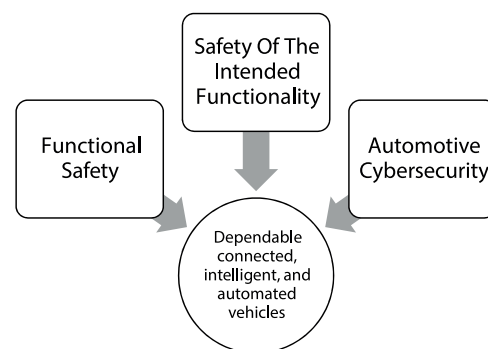 Safety Of The
Intended
Functionality
Functional
Safety
Automotive
Cybersecurity
Dependable
connected,
intelligent, and
automated
vehicles